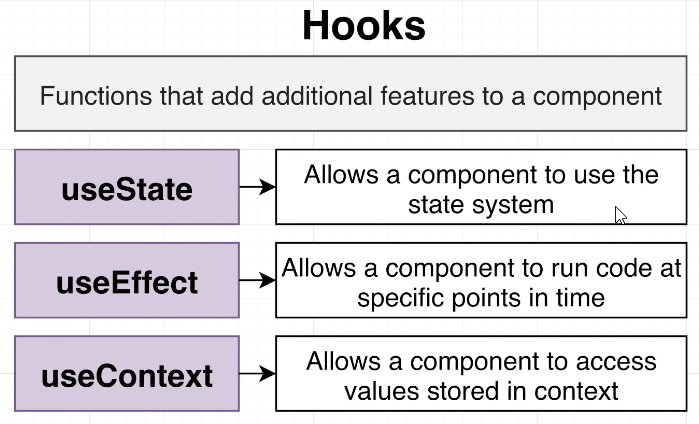 Hooks
Functions that add additional features to a component
useState
Allows a component to use the
state system
useEffect
Allows a component to run code at
specific points in time
useContext
Allows a component to access
values stored in context